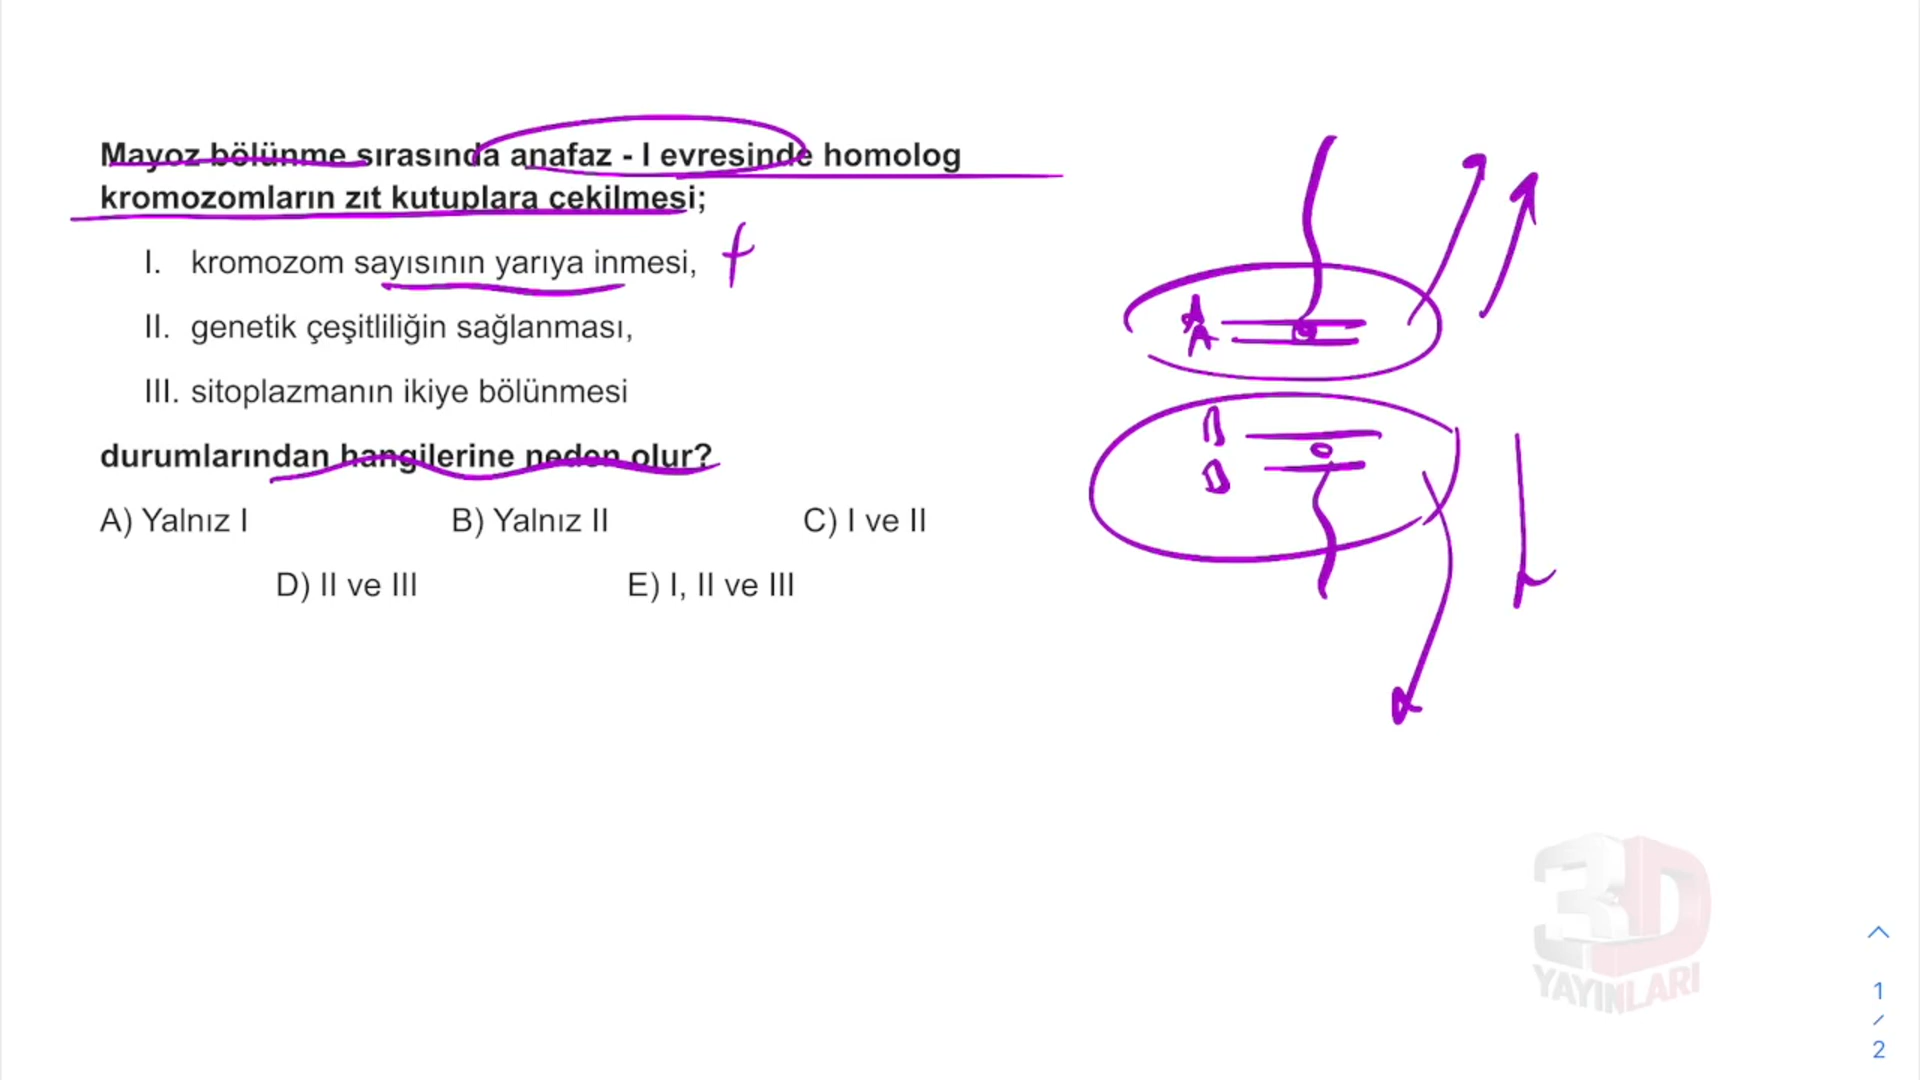 Mayoz bölünme sırasında anafaz - I evresinde homolog
kromozomların zıt kutuplara çekilmesi;
I. kromozom sayısının yarıya inmesi, +
II. genetik çeşitliliğin sağlanması,
III. sitoplazmanın ikiye bölünmesi
durumlarından hangilerine neden olur?
A) Yalnız I B) Yalnız II C) I ve II
D) II ve III E) I, II ve III
A
A
3D
YAYINLARI
1
/
2